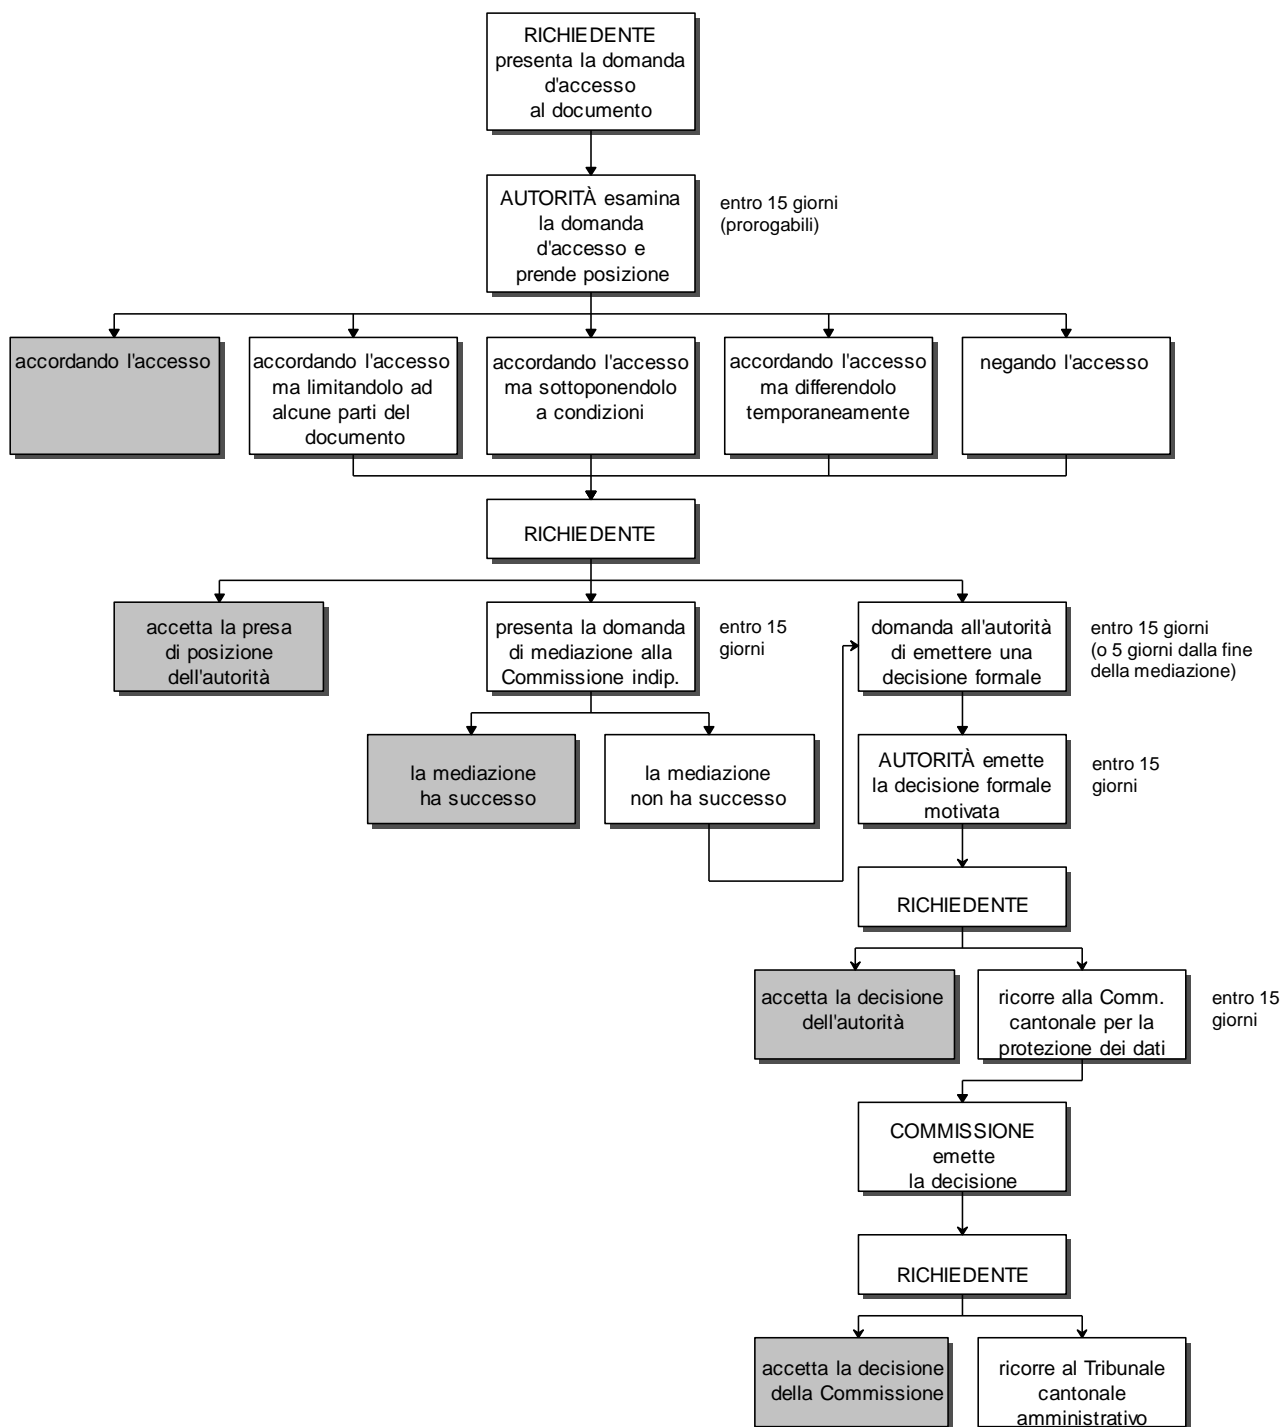 RICHIEDENTE
presenta la domanda
d'accesso
al documento
AUTORITÀ esamina
la domanda
d'accesso e
prende posizione
entro 15 giorni
(prorogabili)
accordando l'accesso
accordando l'accesso
ma limitandolo ad
alcune parti del
documento
accordando l'accesso
ma sottoponendolo
a condizioni
accordando l'accesso
ma differendolo
temporaneamente
negando l'accesso
RICHIEDENTE
accetta la presa
di posizione
dell'autorità
presenta la domanda
di mediazione alla
Commissione indip.
entro 15
giorni
domanda all'autorità
di emettere una
decisione formale
entro 15 giorni
(o 5 giorni dalla fine
della mediazione)
la mediazione
ha successo
la mediazione
non ha successo
AUTORITÀ emette
la decisione formale
motivata
entro 15
giorni
RICHIEDENTE
accetta la decisione
dell'autorità
ricorre alla Comm.
cantonale per la
protezione dei dati
entro 15
giorni
COMMISSIONE
emette
la decisione
RICHIEDENTE
accetta la decisione
della Commissione
ricorre al Tribunale
cantonale
amministrativo